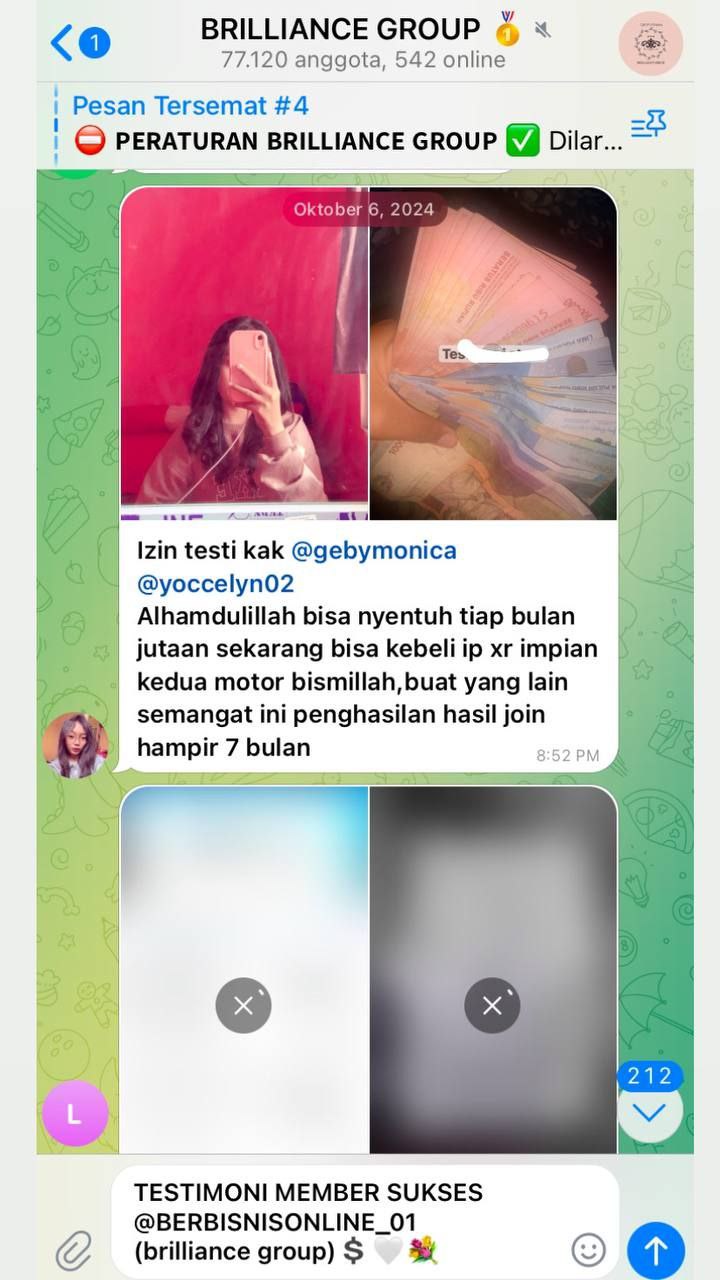 1
BRILLIANCE GROUP 🥇
77.120 anggota, 542 online
Pesan Tersemat #4
⛔ PERATURAN BRILLIANCE GROUP ✅ Dilar...
Oktober 6, 2024
Izin testi kak @gebymonica
@yoccelyn02
Alhamdulillah bisa nyentuh tiap bulan
jutaan sekarang bisa kebeli ip xr impian
kedua motor bismillah,buat yang lain
semangat ini penghasilan hasil join
hampir 7 bulan
8:52 PM
L
212
TESTIMONI MEMBER SUKSES
@BERBISNISONLINE_01
(brilliance group) $ 🤍💐